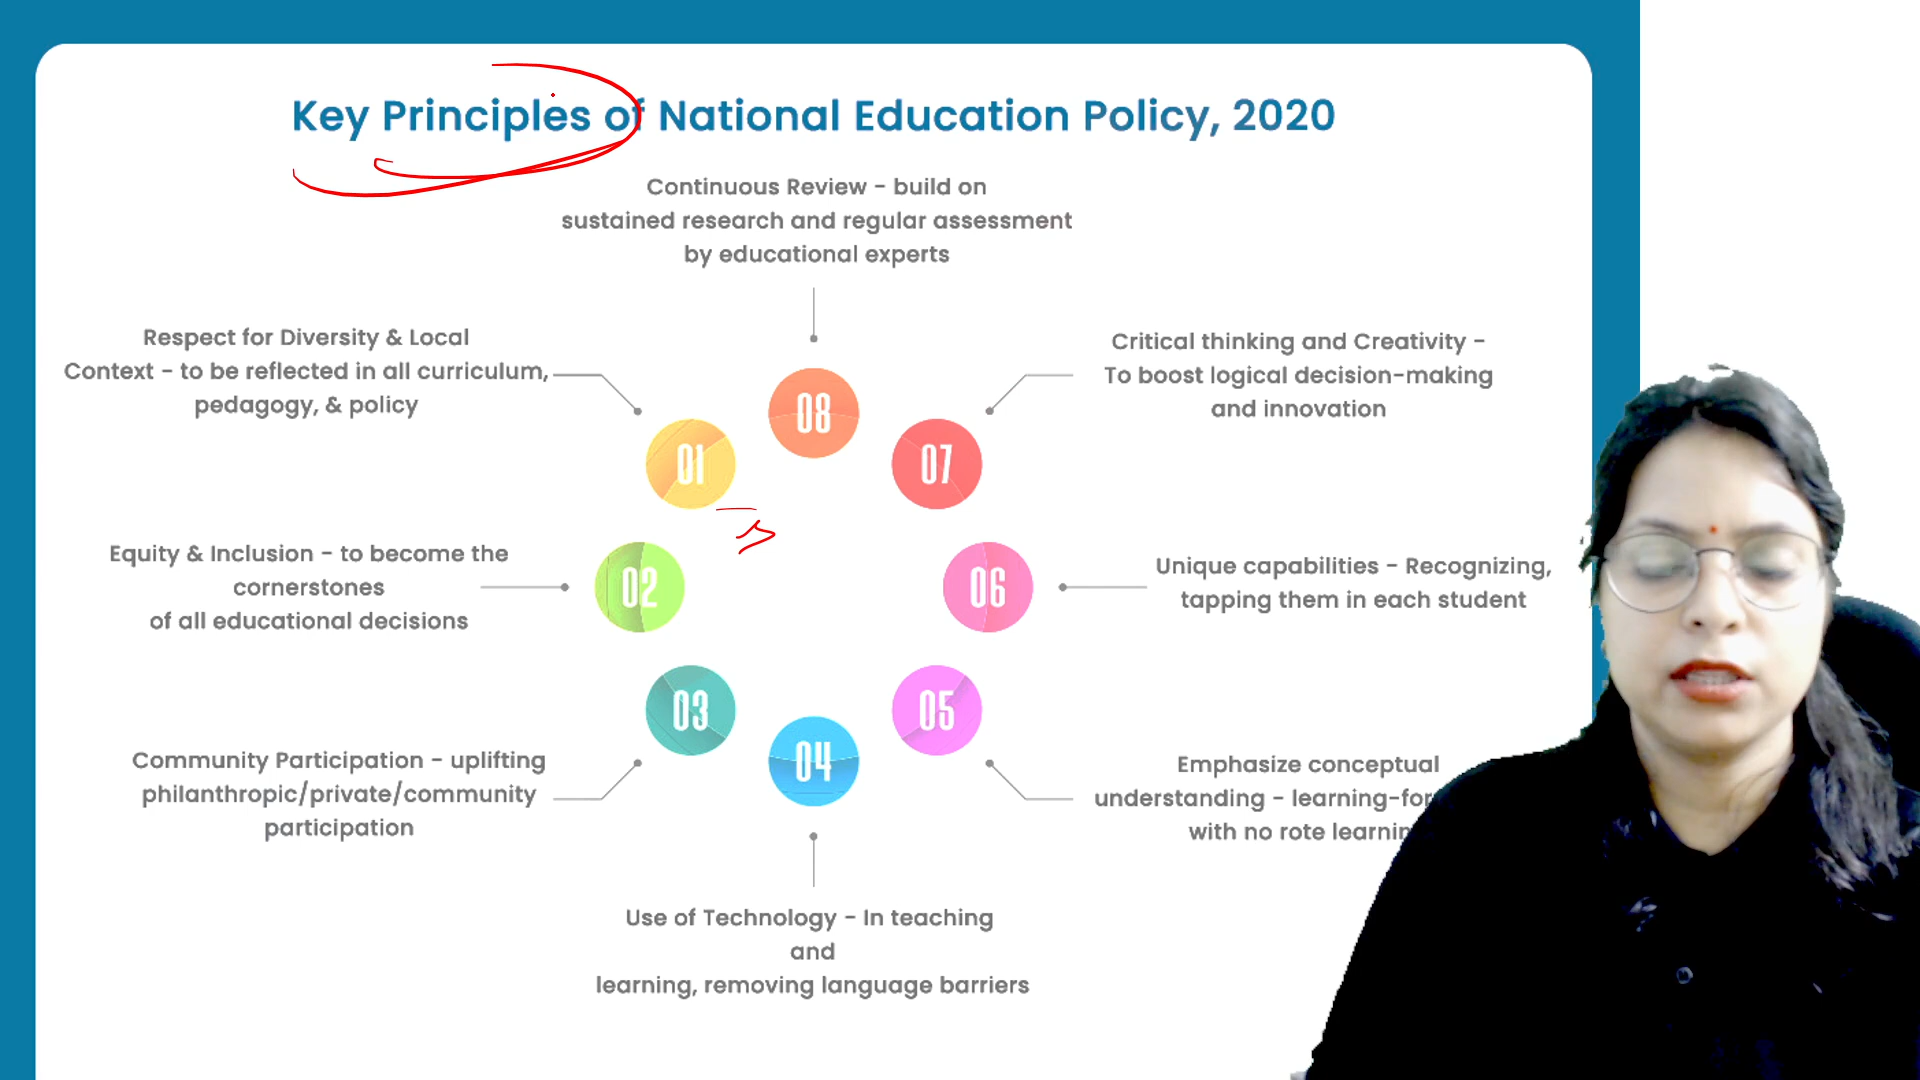 Key Principles of National Education Policy, 2020
Continuous Review - build on
sustained research and regular assessment
by educational experts
Respect for Diversity & Local
Context - to be reflected in all curriculum,
pedagogy, & policy
Critical thinking and Creativity -
To boost logical decision-making
and innovation
08
01
07
Equity & Inclusion - to become the
cornerstones
of all educational decisions
02
06
Unique capabilities - Recognizing,
tapping them in each student
03
05
04
Community Participation - uplifting
philanthropic/private/community
participation
Emphasize conceptual
understanding -
with no rote
Use of Technology - In teaching
and
learning, removing language barriers